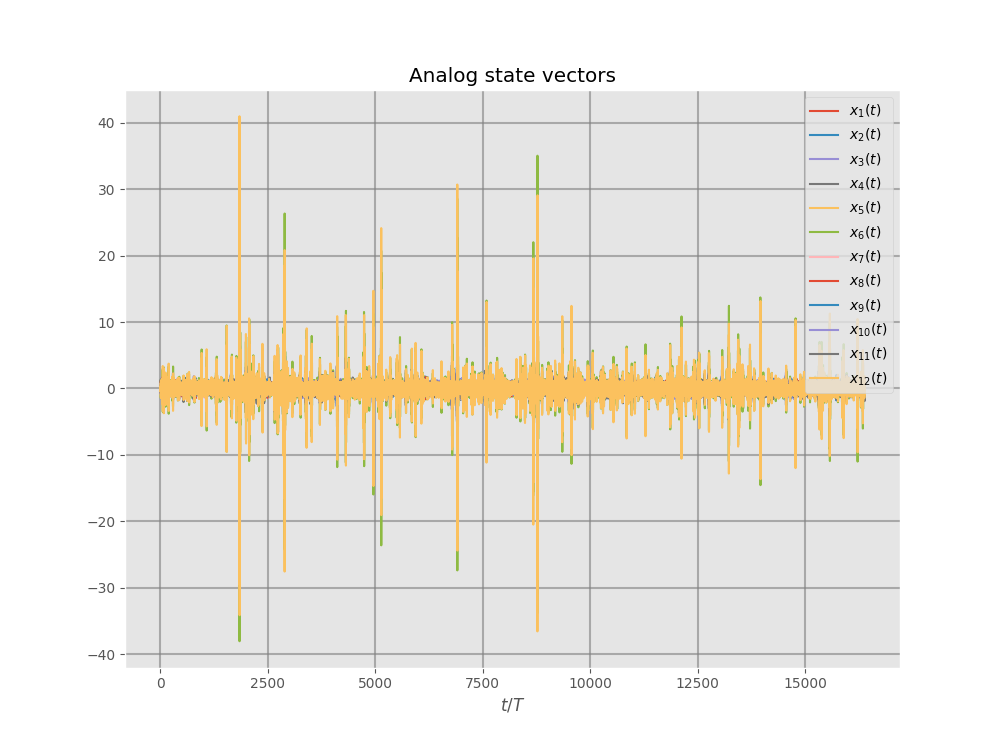 Analog state vectors
40
30
20
10
0
−10
−20
−30
−40
0 2500 5000 7500 10000 12500 15000
t/T
x₁(t)
x₂(t)
x₃(t)
x₄(t)
x₅(t)
x₆(t)
x₇(t)
x₈(t)
x₉(t)
x₁₀(t)
x₁₁(t)
x₁₂(t)